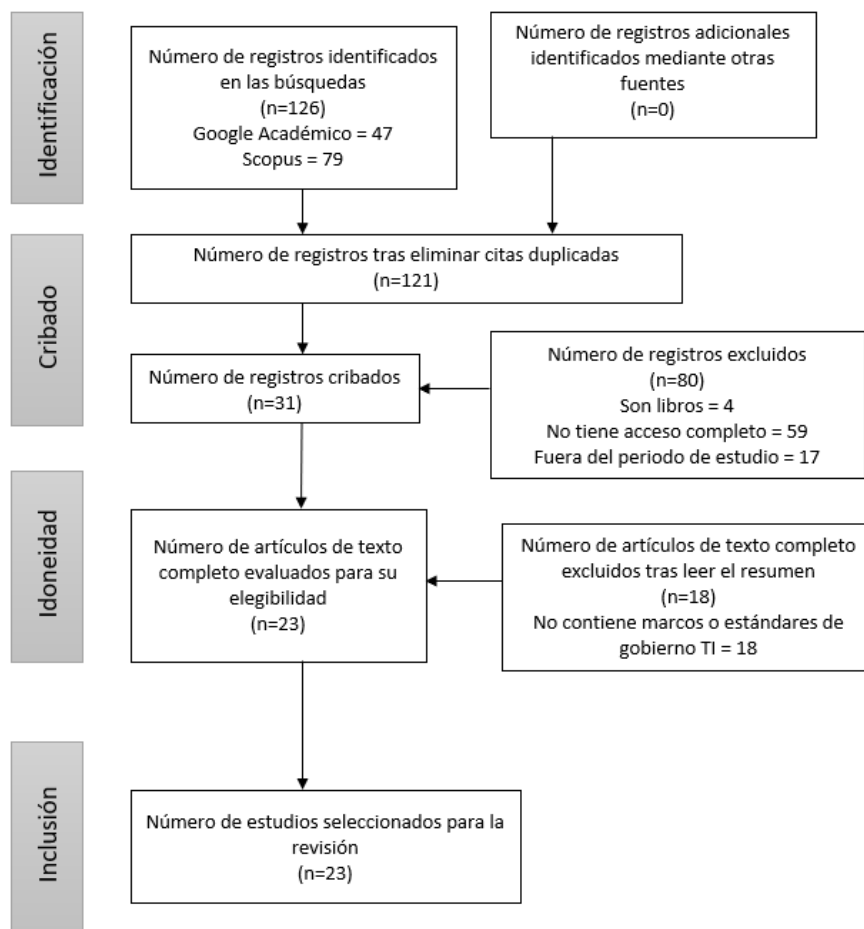 Identificación
Número de registros identificados
en las búsquedas
(n=126)
Google Académico = 47
Scopus = 79
Número de registros adicionales
identificados mediante otras
fuentes
(n=0)
Cribado
Número de registros tras eliminar citas duplicadas
(n=121)
Número de registros cribados
(n=31)
Número de registros excluidos
(n=80)
Son libros = 4
No tiene acceso completo = 59
Fuera del periodo de estudio = 17
Idoneidad
Número de artículos de texto
completo evaluados para su
elegibilidad
(n=23)
Número de artículos de texto completo
excluidos tras leer el resumen
(n=18)
No contiene marcos o estándares de
gobierno TI = 18
Inclusión
Número de estudios seleccionados para la
revisión
(n=23)